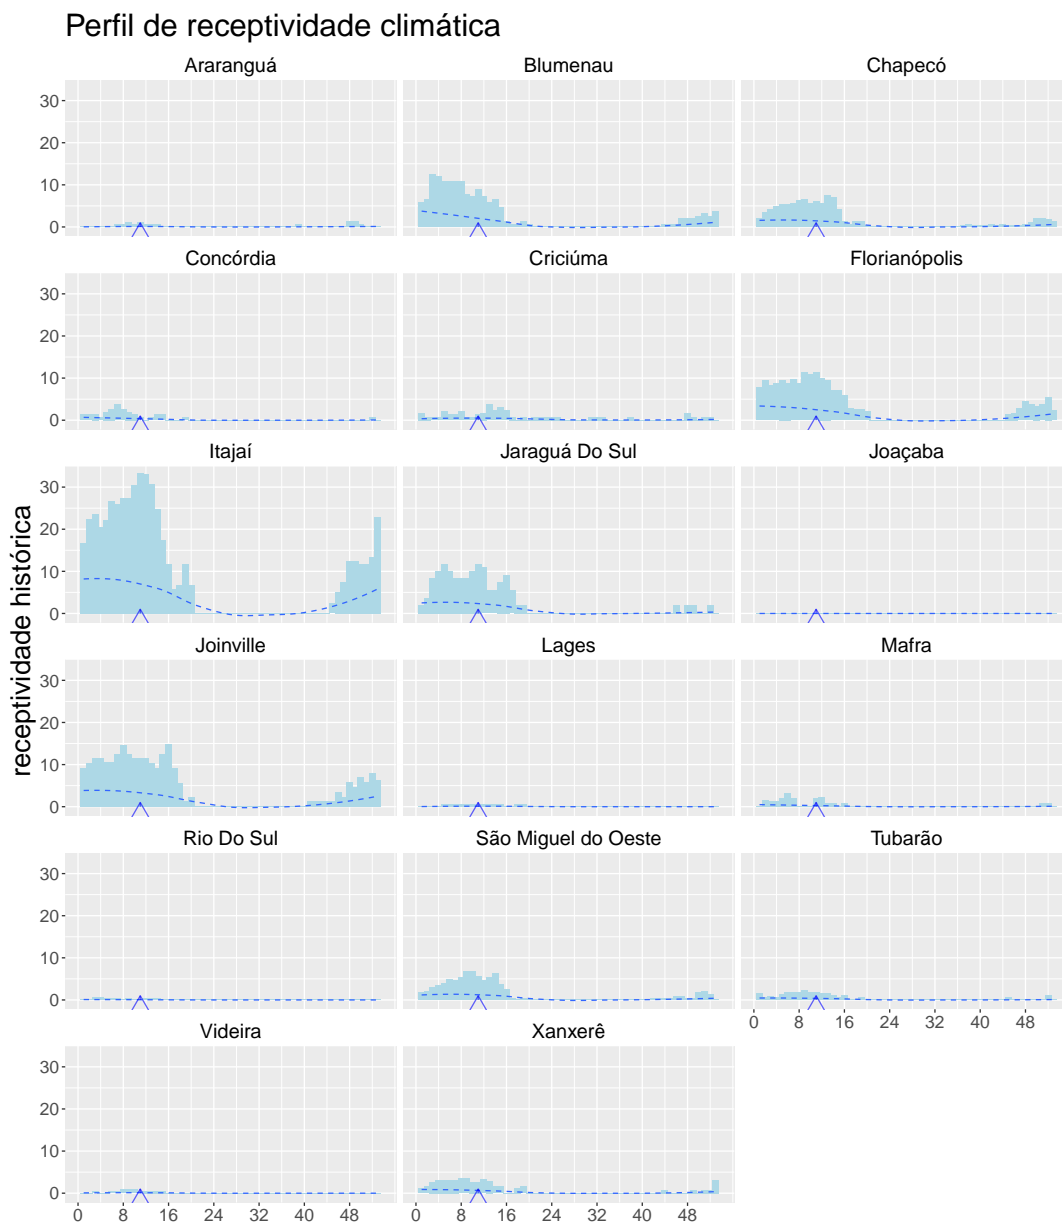 Perfil de receptividade climática
Araranguá Blumenau Chapecó
30
20
10
0
Concórdia Criciúma Florianópolis
30
20
10
0
Itajaí Jaraguá Do Sul Joaçaba
30
20
10
0
receptividade histórica
Joinville Lages Mafra
30
20
10
0
Rio Do Sul São Miguel do Oeste Tubarão
30
20
10
0
0 8 16 24 32 40 48
Videira Xanxerê
30
20
10
0
0 8 16 24 32 40 48 0 8 16 24 32 40 48